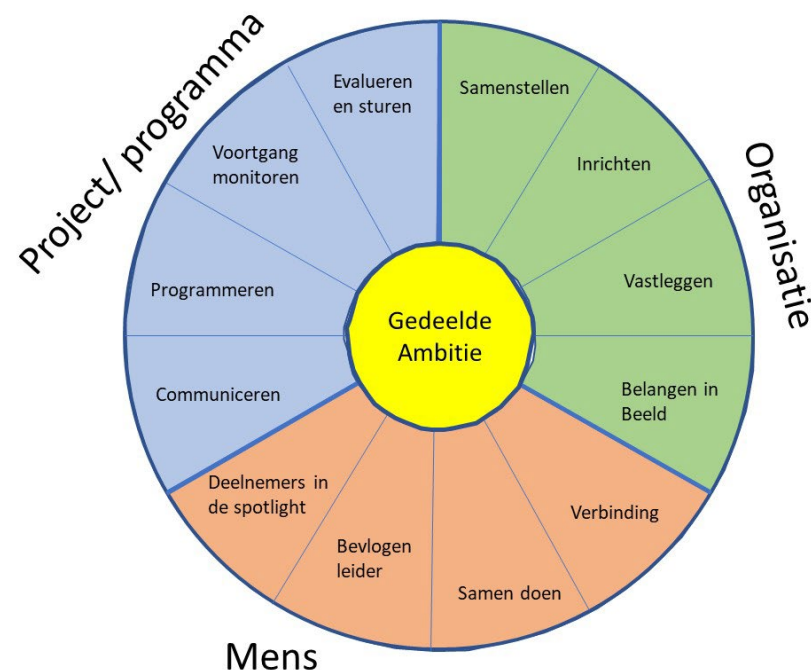 Project/ programma
Evalueren
en sturen
Voortgang
monitoren
Programmeren
Communiceren
Samenstellen
Inrichten
Vastleggen
Belangen in
Beeld
Organisatie
Gedeelde
Ambitie
Deelnemers in
de spotlight
Bevlogen
leider
Samen doen
Verbinding
Mens